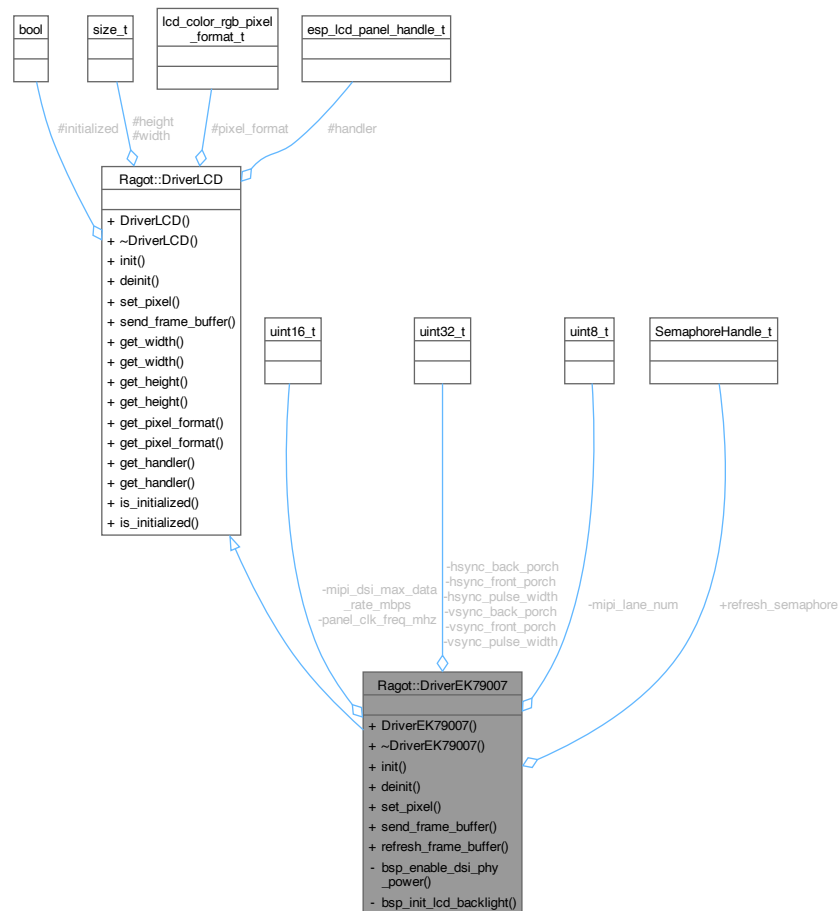 bool
size_t
lcd_color_rgb_pixel
_format_t
esp_lcd_panel_handle_t
#initialized
#height
#width
#pixel_format
#handler
Ragot::DriverLCD
+ DriverLCD()
+ ~DriverLCD()
+ init()
+ deinit()
+ set_pixel()
+ send_frame_buffer()
+ get_width()
+ get_width()
+ get_height()
+ get_height()
+ get_pixel_format()
+ get_pixel_format()
+ get_handler()
+ get_handler()
+ is_initialized()
+ is_initialized()
uint16_t
uint32_t
uint8_t
SemaphoreHandle_t
-mipi_dsi_max_data
_rate_mbps
-panel_clk_freq_mhz
-hsync_back_porch
-hsync_front_porch
-hsync_pulse_width
-vsync_back_porch
-vsync_front_porch
-vsync_pulse_width
-mipi_lane_num
+refresh_semaphore
Ragot::DriverEK79007
+ DriverEK79007()
+ ~DriverEK79007()
+ init()
+ deinit()
+ set_pixel()
+ send_frame_buffer()
+ refresh_frame_buffer()
- bsp_enable_dsi_phy
_power()
- bsp_init_lcd_backlight()